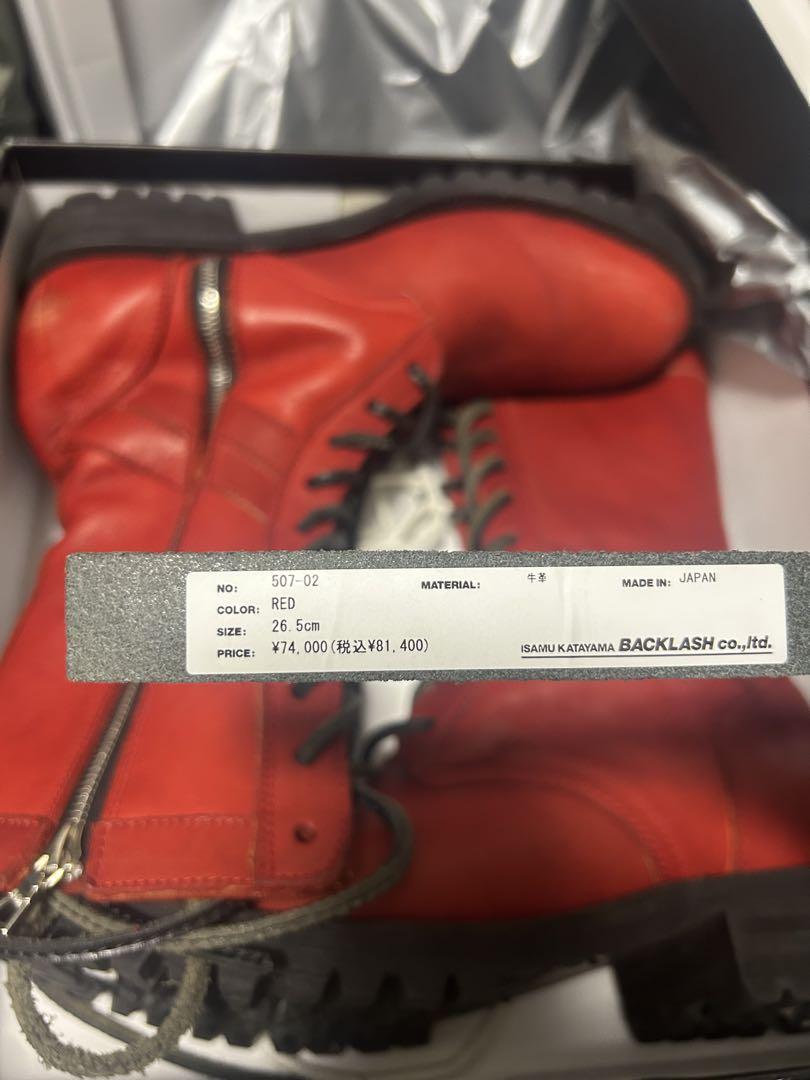 NO: 507-02 MATERIAL: 牛革 MADE IN: JAPAN
COLOR: RED
SIZE: 26.5cm
PRICE: ¥74,000(税込¥81,400) ISAMU KATAYAMA BACKLASH co.,ltd.